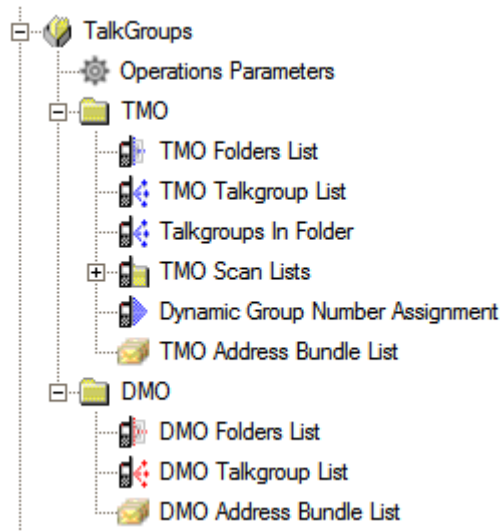 TalkGroups
Operations Parameters
TMO
TMO Folders List
TMO Talkgroup List
Talkgroups In Folder
TMO Scan Lists
Dynamic Group Number Assignment
TMO Address Bundle List
DMO
DMO Folders List
DMO Talkgroup List
DMO Address Bundle List